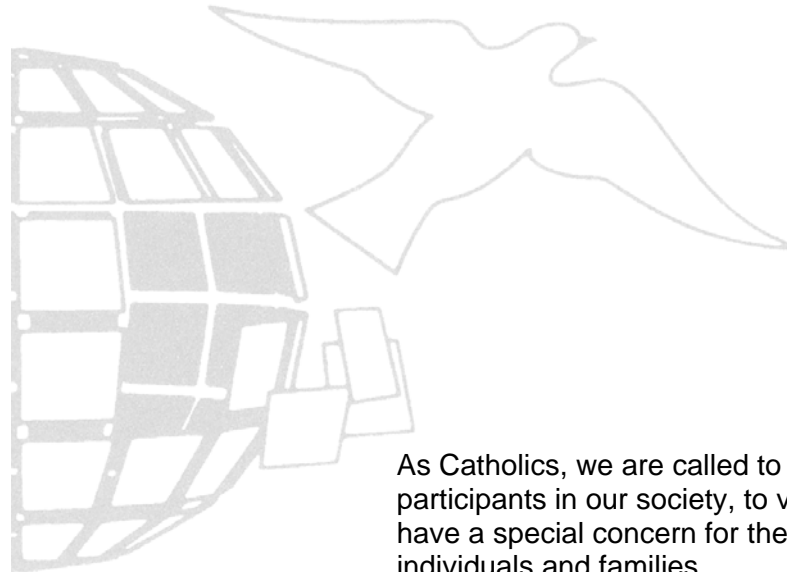 As Catholics, we are called to
participants in our society, to
have a special concern for the
individuals and families